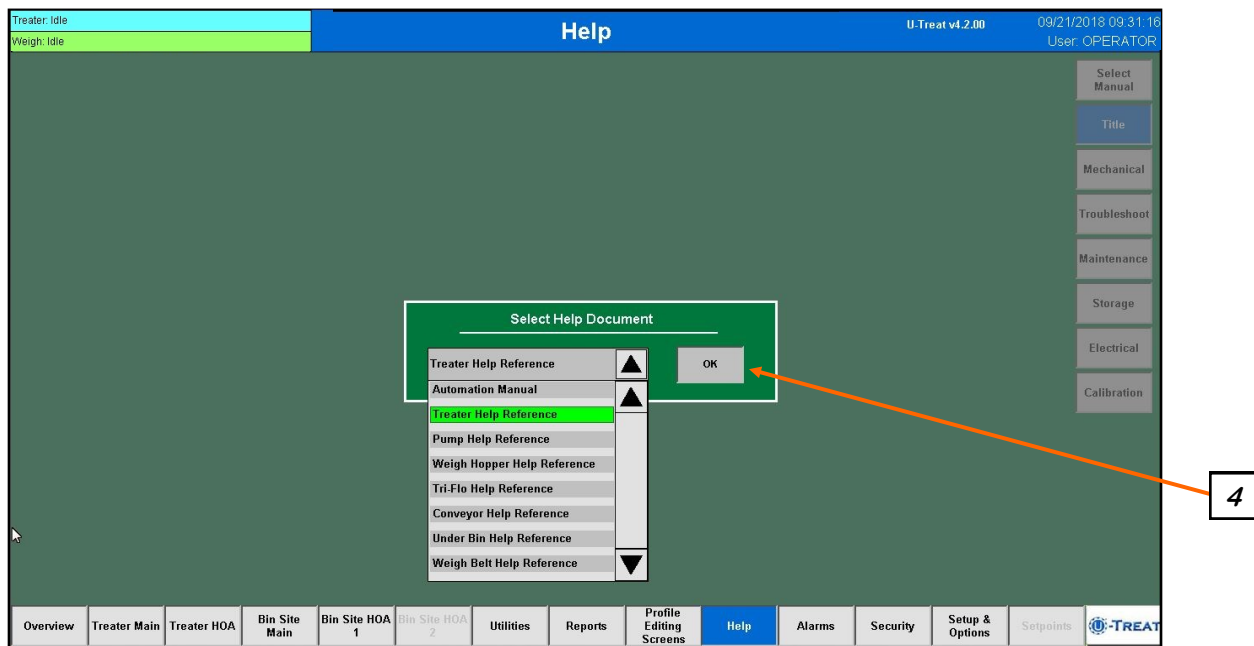 Treater: Idle
Weigh: Idle
Help
U-Treat v4.2.00
09/21/2018 09:31:16
User: OPERATOR
Select
Manual
Title
Mechanical
Troubleshoot
Maintenance
Storage
Electrical
Calibration
Select Help Document
Treater Help Reference
OK
Automation Manual
Treater Help Reference
Pump Help Reference
Weigh Hopper Help Reference
Tri-Flo Help Reference
Conveyor Help Reference
Under Bin Help Reference
Weigh Belt Help Reference
4
Overview
Treater Main
Treater HOA
Bin Site
Main
Bin Site HOA
1
Bin Site HOA
2
Utilities
Reports
Profile
Editing
Screens
Help
Alarms
Security
Setup &
Options
Setpoints
U-TREAT